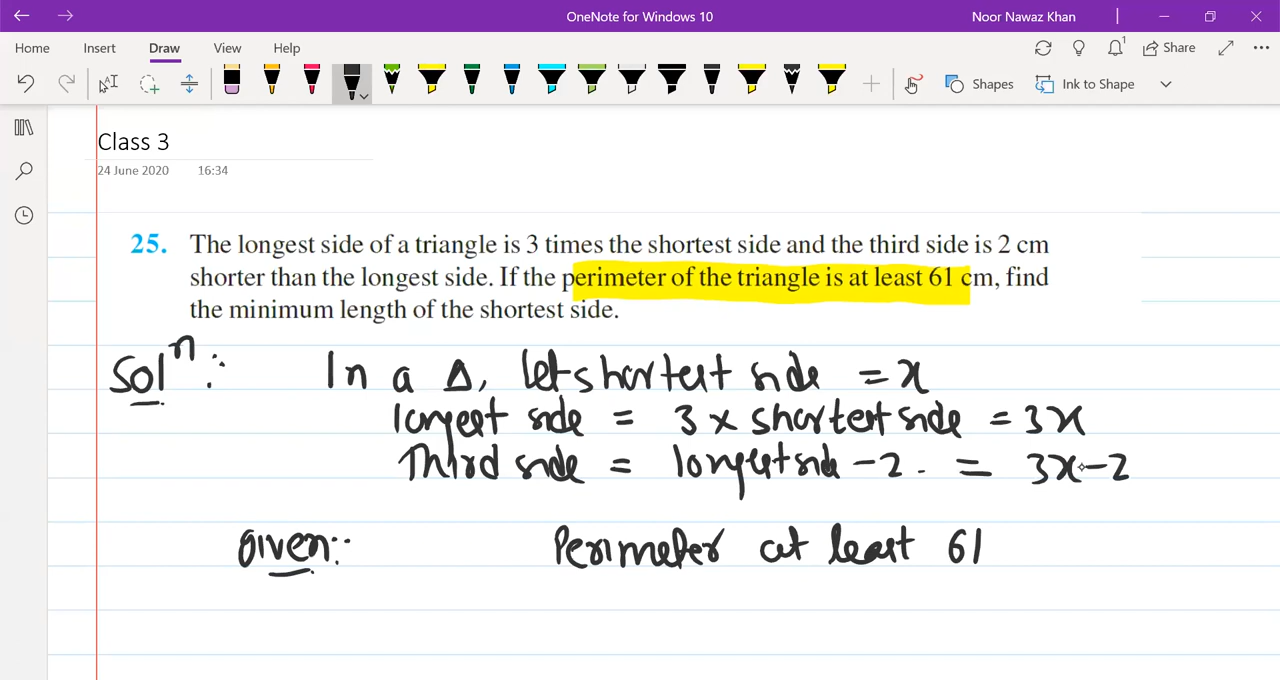 OneNote for Windows 10
Noor Nawaz Khan
Home Insert Draw View Help
1
Share
Shapes
Ink to Shape
Class 3
24 June 2020 16:34
25. The longest side of a triangle is 3 times the shortest side and the third side is 2 cm
shorter than the longest side. If the perimeter of the triangle is at least 61 cm, find
the minimum length of the shortest side.
Solⁿ: In a Δ, let shortest side = x
longest side = 3 x shortest side = 3x
Third side = longest side - 2 . = 3x-2
Given:- Perimeter at least 61